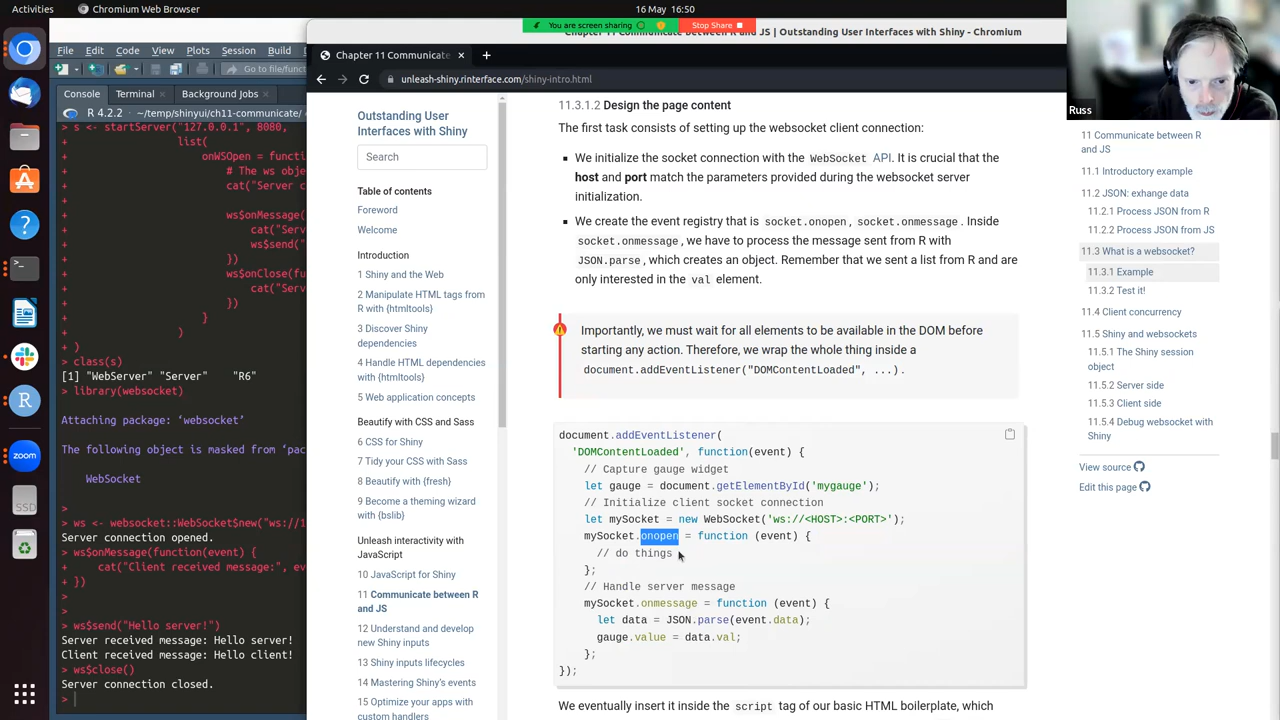 Activities
Chromium Web Browser
16 May 16:50
You are screen sharing
Stop Share
Chapter 11 Communicate between R and JS | Outstanding User Interfaces with Shiny - Chromium
File Edit Code View Plots Session Build
Go to file/func
Console Terminal Background Jobs
R 4.2.2 · ~/temp/shinyui/ch11-communicate/
> s <- startServer("127.0.0.1", 8080,
+ list(
+ onWSOpen = functi
+ # The ws obje
+ cat("Server c
+
+ ws$onMessage(
+ cat("Serv
+ ws$send("
+ })
+ ws$onClose(fu
+ cat("Serv
+ })
+ }
+ )
+ )
> class(s)
[1] "WebServer" "Server" "R6"
> library(websocket)
Attaching package: ‘websocket’
The following object is masked from ‘pac
WebSocket
>
> ws <- websocket::WebSocket$new("ws://1
Server connection opened.
> ws$onMessage(function(event) {
+ cat("Client received message:", eve
+ })
>
>
> ws$send("Hello server!")
Server received message: Hello server!
Client received message: Hello client!
> ws$close()
Server connection closed.
>
SSD
zoom
Chapter 11 Communicate
unleash-shiny.rinterface.com/shiny-intro.html
Outstanding User
Interfaces with Shiny
Search
Table of contents
Foreword
Welcome
Introduction
1 Shiny and the Web
2 Manipulate HTML tags from
R with {htmltools}
3 Discover Shiny
dependencies
4 Handle HTML dependencies
with {htmltools}
5 Web application concepts
Beautify with CSS and Sass
6 CSS for Shiny
7 Tidy your CSS with Sass
8 Beautify with {fresh}
9 Become a theming wizard
with {bslib}
Unleash interactivity with
JavaScript
10 JavaScript for Shiny
11 Communicate between R
and JS
12 Understand and develop
new Shiny inputs
13 Shiny inputs lifecycles
14 Mastering Shiny’s events
15 Optimize your apps with
custom handlers
11.3.1.2 Design the page content
The first task consists of setting up the websocket client connection:
We initialize the socket connection with the WebSocket API. It is crucial that the
host and port match the parameters provided during the websocket server
initialization.
We create the event registry that is socket.onopen, socket.onmessage. Inside
socket.onmessage, we have to process the message sent from R with
JSON.parse, which creates an object. Remember that we sent a list from R and are
only interested in the val element.
Importantly, we must wait for all elements to be available in the DOM before
starting any action. Therefore, we wrap the whole thing inside a
document.addEventListener("DOMContentLoaded", ...).
document.addEventListener(
'DOMContentLoaded', function(event) {
// Capture gauge widget
let gauge = document.getElementById('mygauge');
// Initialize client socket connection
let mySocket = new WebSocket('ws://<HOST>:<PORT>');
mySocket.onopen = function (event) {
// do things
};
// Handle server message
mySocket.onmessage = function (event) {
let data = JSON.parse(event.data);
gauge.value = data.val;
};
});
We eventually insert it inside the script tag of our basic HTML boilerplate, which
Russ
11 Communicate between R
and JS
11.1 Introductory example
11.2 JSON: exhange data
11.2.1 Process JSON from R
11.2.2 Process JSON from JS
11.3 What is a websocket?
11.3.1 Example
11.3.2 Test it!
11.4 Client concurrency
11.5 Shiny and websockets
11.5.1 The Shiny session
object
11.5.2 Server side
11.5.3 Client side
11.5.4 Debug websocket with
Shiny
View source
Edit this page